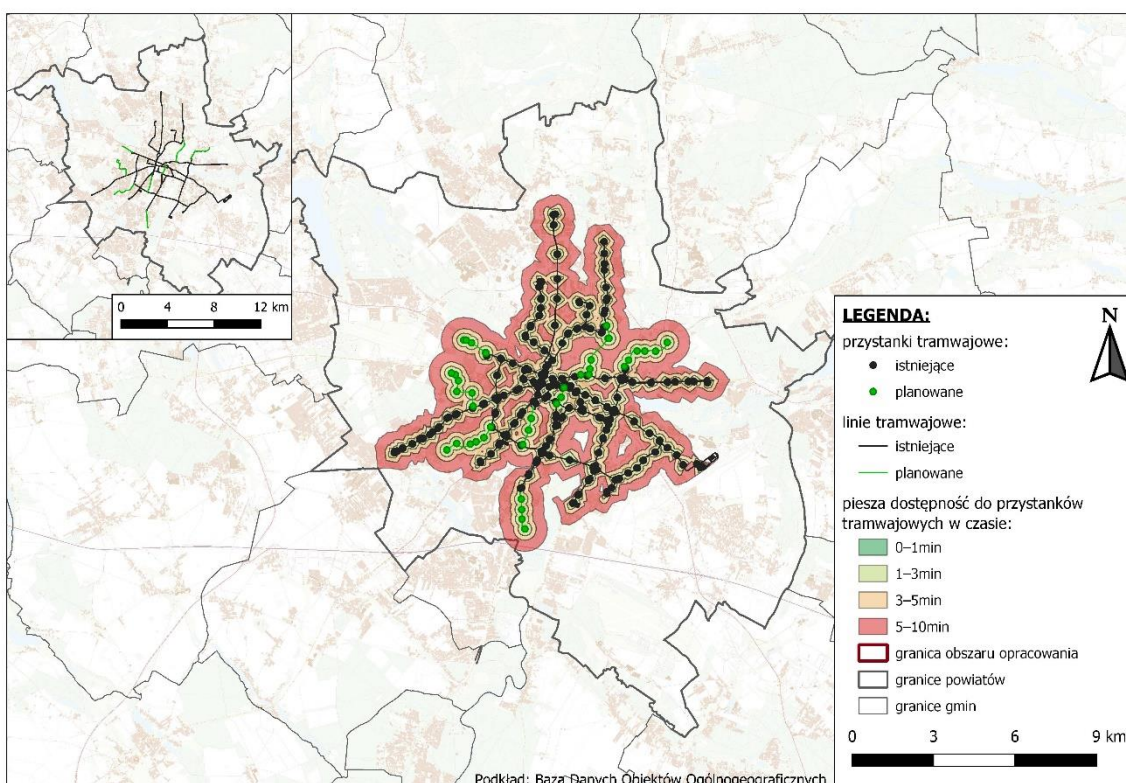 0 4 8 12 km
LEGENDA:
N
przystanki tramwajowe:
istniejące
planowane
linie tramwajowe:
istniejące
planowane
piesza dostępność do przystanków
tramwajowych w czasie:
0–1min
1–3min
3–5min
5–10min
granica obszaru opracowania
granice powiatów
granice gmin
0 3 6 9 km
Podkład: Baza Danych Obiektów Ogólnogeograficznych